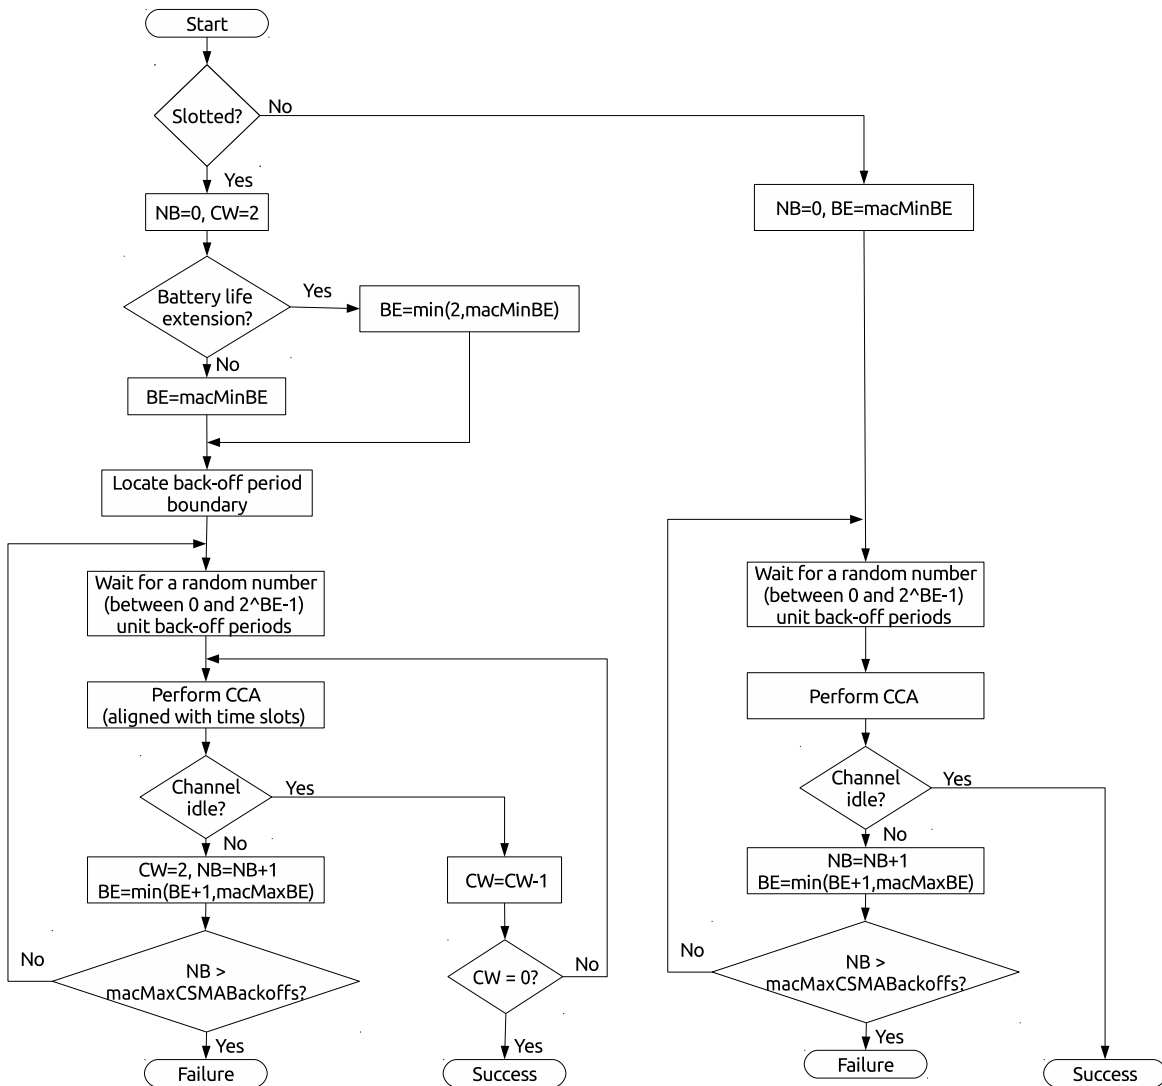 Start
Slotted?
No
Yes
NB=0, CW=2
NB=0, BE=macMinBE
Battery life
extension?
Yes
BE=min(2,macMinBE)
No
BE=macMinBE
Locate back-off period
boundary
Wait for a random number
(between 0 and 2^BE-1)
unit back-off periods
Perform CCA
(aligned with time slots)
Channel
idle?
Yes
No
CW=2, NB=NB+1
BE=min(BE+1,macMaxBE)
CW=CW-1
No
NB >
macMaxCSMABackoffs?
CW = 0?
No
Yes
Failure
Yes
Success
Wait for a random number
(between 0 and 2^BE-1)
unit back-off periods
Perform CCA
Channel
idle?
Yes
No
NB=NB+1
BE=min(BE+1,macMaxBE)
No
NB >
macMaxCSMABackoffs?
Yes
Failure
Success